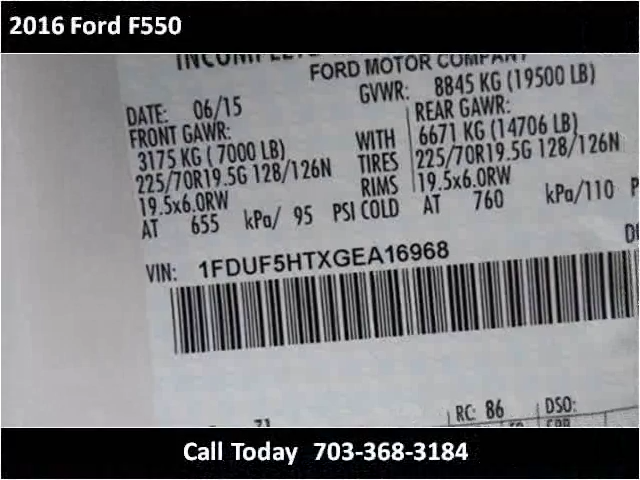 2016 Ford F550
FORD MOTOR COMPANY
GVWR: 8845 KG (19500 LB)
DATE: 06/15
FRONT GAWR:
3175 KG (7000 LB)
225/70R19.5G 128/126N
19.5x6.0RW
AT 655 kPa/ 95 PSI COLD
WITH
TIRES
RIMS
REAR GAWR:
6671 KG (14706 LB)
225/70R19.5G 128/126N
19.5x6.0RW
AT 760 kPa/110 P
VIN: 1FDUF5HTXGEA16968
RC: 86 DSO:
Call Today 703-368-3184